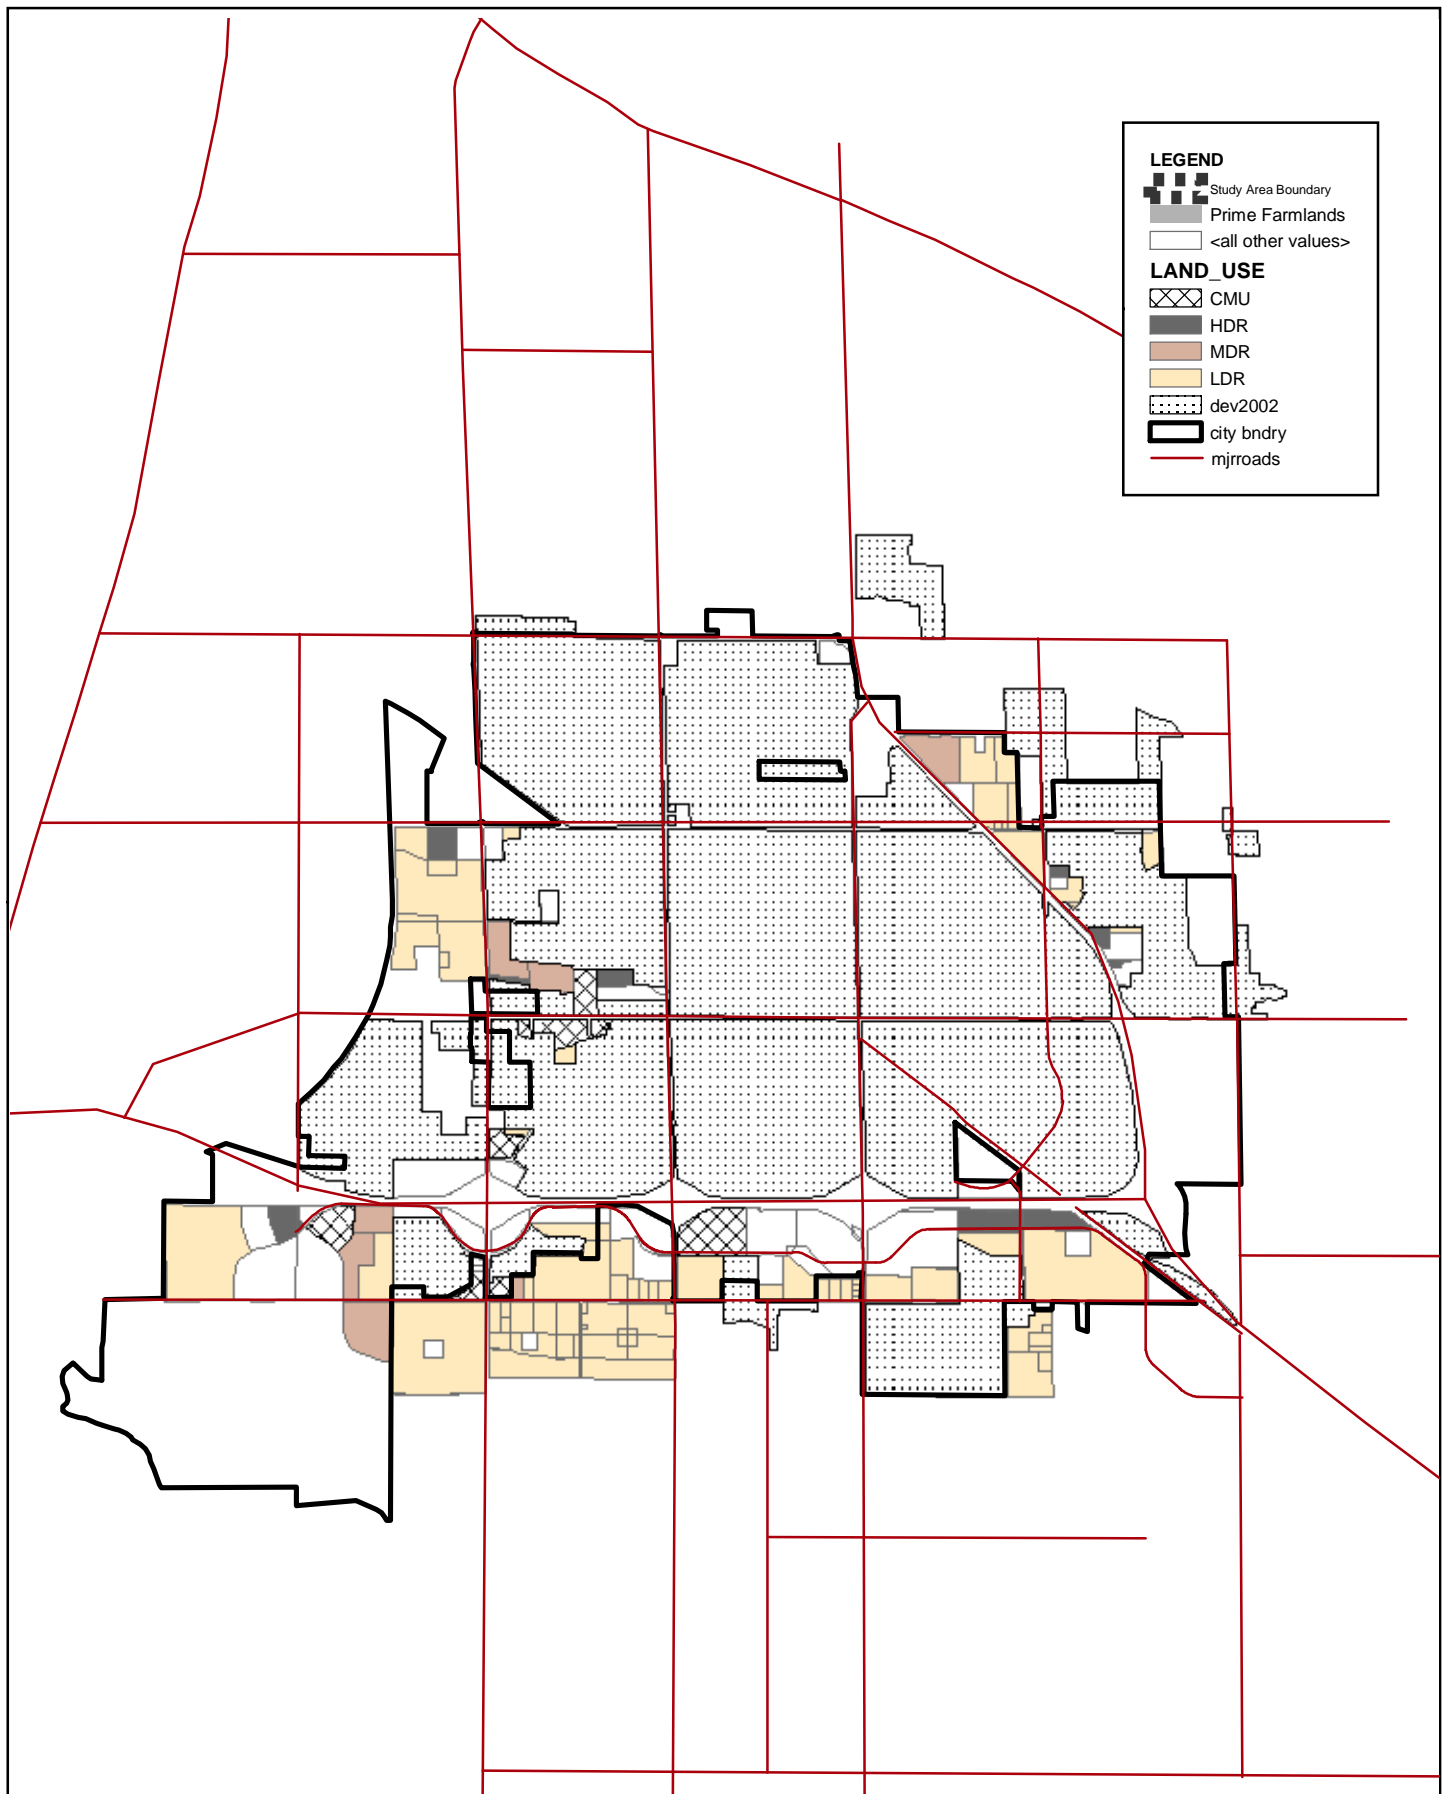 LEGEND
Study Area Boundary
Prime Farmlands
<all other values>
LAND_USE
CMU
HDR
MDR
LDR
dev2002
city bndry
mjrroads